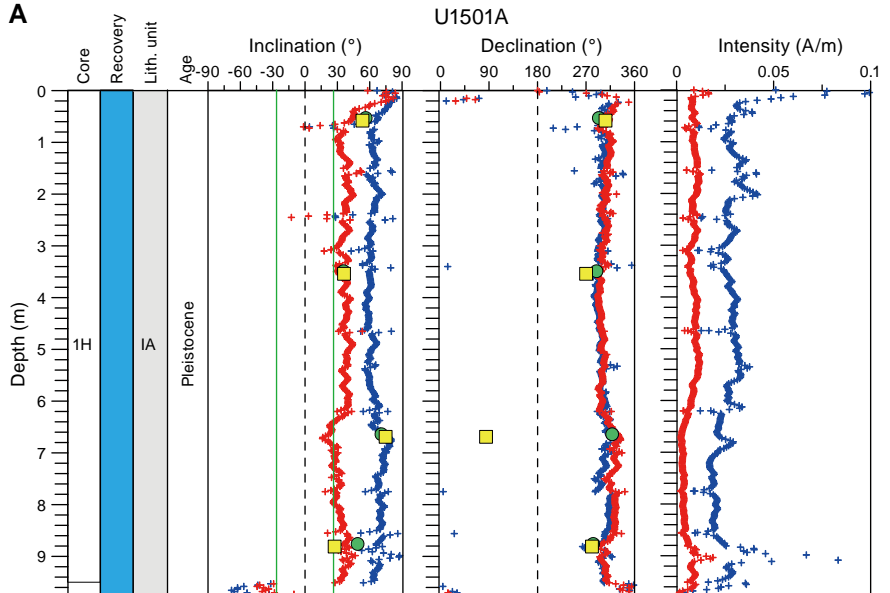 A
U1501A
Core
Recovery
Lith. unit
Age
Inclination (°)
Declination (°)
Intensity (A/m)
-90 -60 -30 0 30 60 90
0 90 180 270 360
0 0.05 0.1
Depth (m)
0
1
2
3
4
5
6
7
8
9
1H
IA
Pleistocene